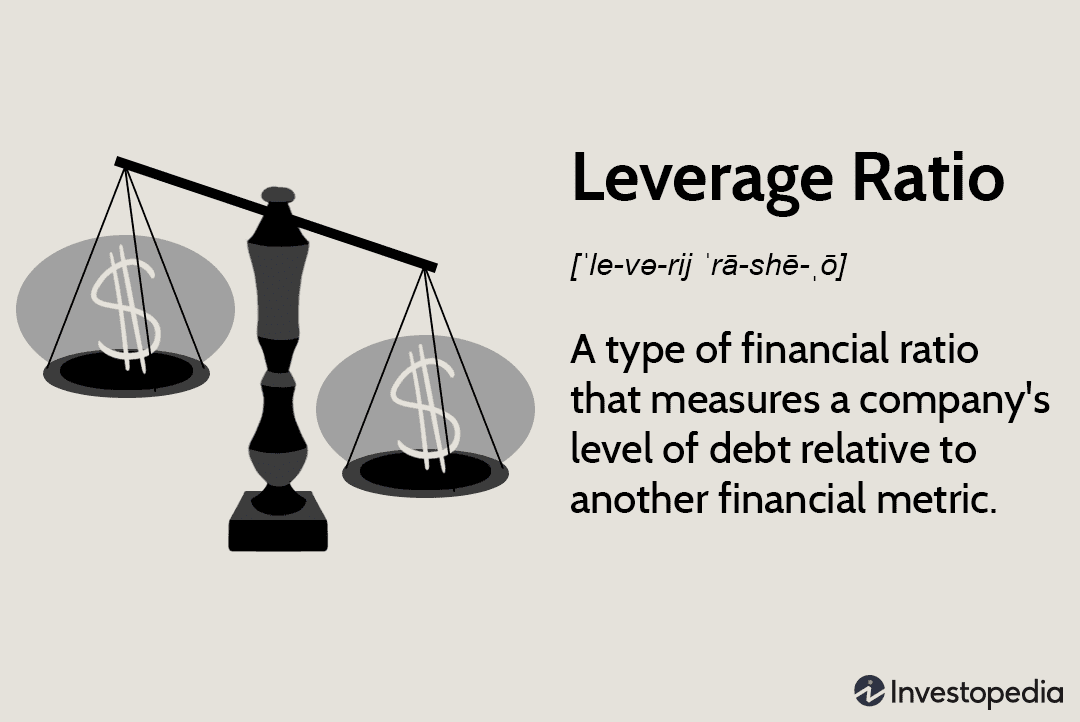 Leverage Ratio
[ˈle-və-rij ˈrā-shē-ˌō]
A type of financial ratio
that measures a company's
level of debt relative to
another financial metric.
$
$
Investopedia